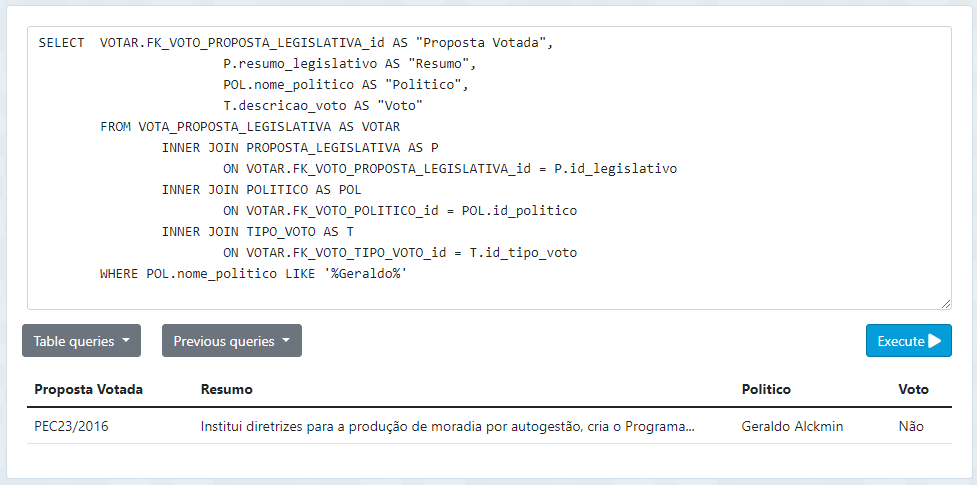 SELECT  VOTAR.FK_VOTO_PROPOSTA_LEGISLATIVA_id AS "Proposta Votada",
P.resumo_legislativo AS "Resumo",
POL.nome_politico AS "Politico",
T.descricao_voto AS "Voto"
FROM VOTA_PROPOSTA_LEGISLATIVA AS VOTAR
INNER JOIN PROPOSTA_LEGISLATIVA AS P
ON VOTAR.FK_VOTO_PROPOSTA_LEGISLATIVA_id = P.id_legislativo
INNER JOIN POLITICO AS POL
ON VOTAR.FK_VOTO_POLITICO_id = POL.id_politico
INNER JOIN TIPO_VOTO AS T
ON VOTAR.FK_VOTO_TIPO_VOTO_id = T.id_tipo_voto
WHERE POL.nome_politico LIKE '%Geraldo%'
Table queries Previous queries Execute
Proposta Votada Resumo Politico Voto
PEC23/2016 Institui diretrizes para a produção de moradia por autogestão, cria o Programa... Geraldo Alckmin Não